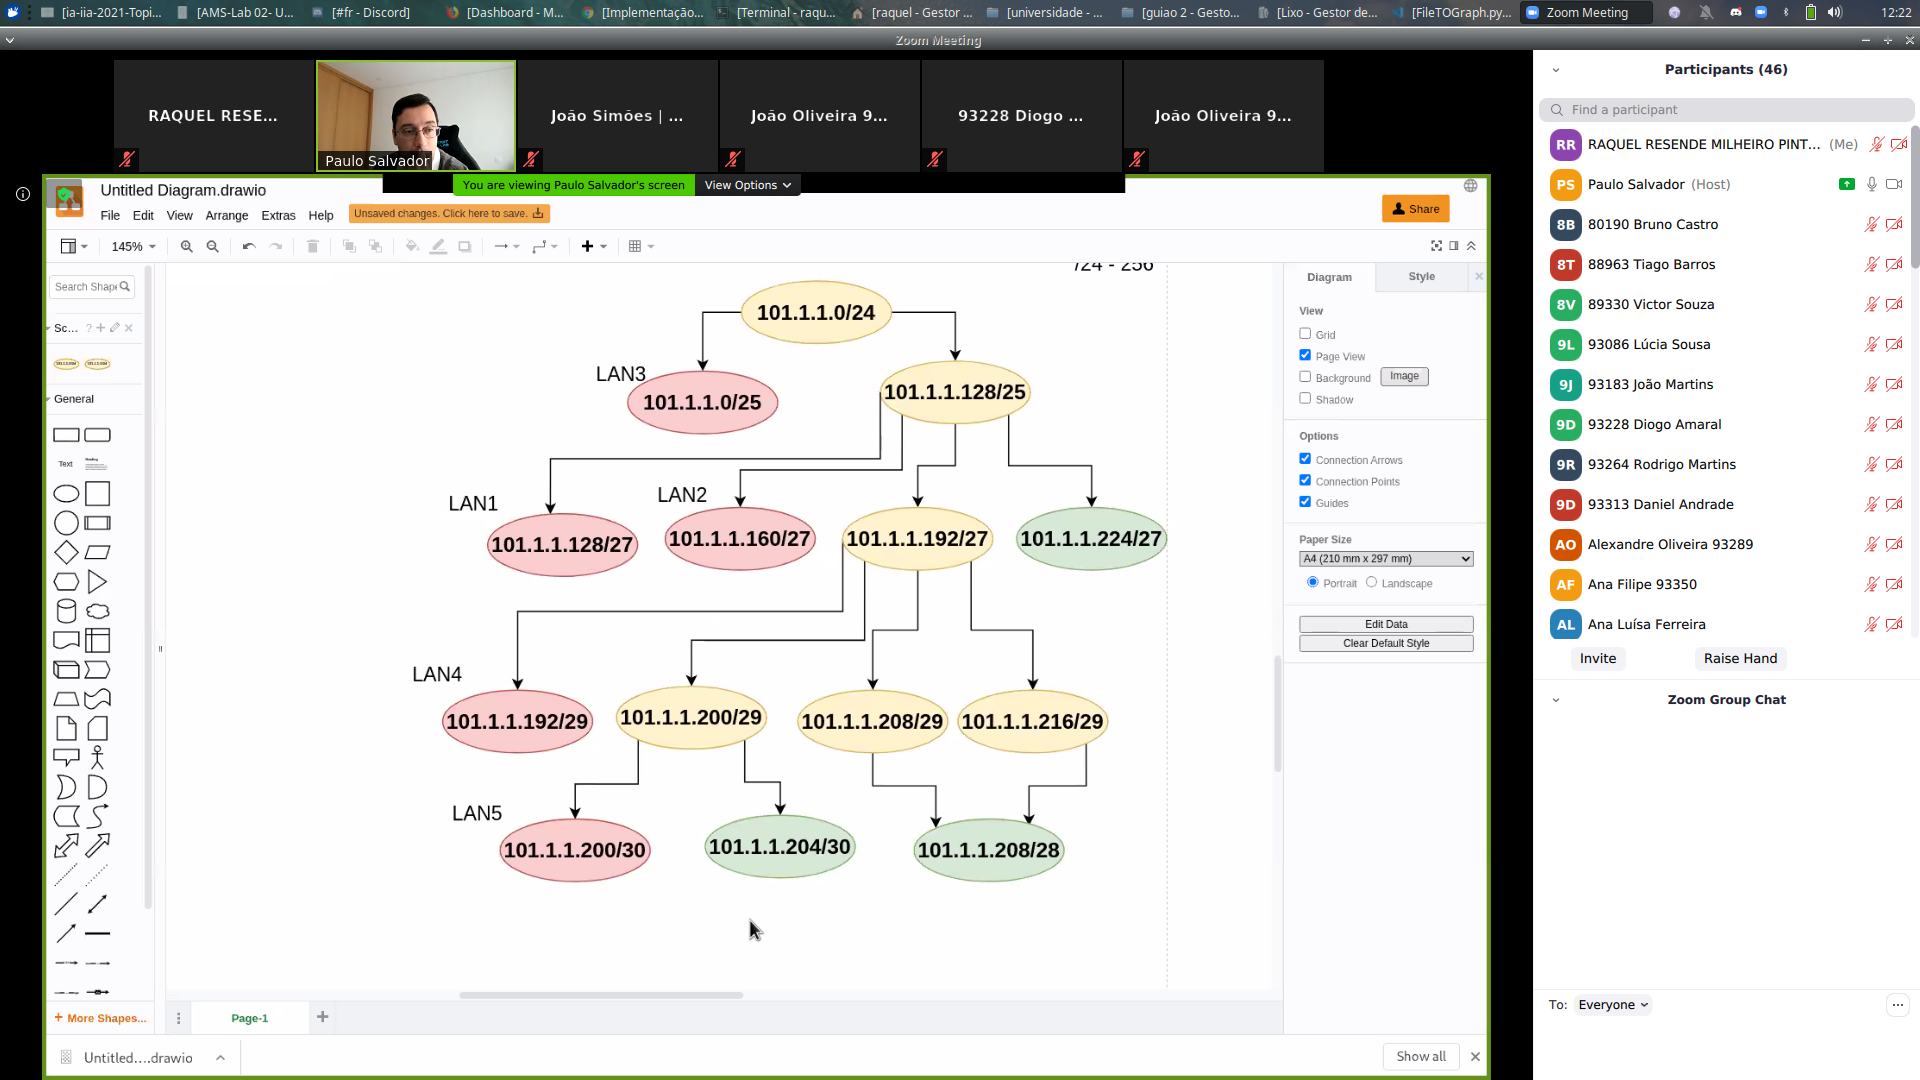 [ia-iia-2021-Topi...
[AMS-Lab 02- U...
[#fr - Discord]
[Dashboard - M...
[Implementação...
[Terminal - raqu...
[raquel - Gestor ...
[universidade - ...
[guiao 2 - Gesto...
[Lixo - Gestor de...
[FileTOGraph.py...
Zoom Meeting
12:22
Zoom Meeting
RAQUEL RESE...
Paulo Salvador
João Simões | ...
João Oliveira 9...
93228 Diogo ...
João Oliveira 9...
You are viewing Paulo Salvador's screen
View Options
Untitled Diagram.drawio
File Edit View Arrange Extras Help
Unsaved changes. Click here to save.
Share
145%
Search Shap
Sc...
General
Text
Heading
+ More Shapes...
/24 - 256
101.1.1.0/24
LAN3
101.1.1.0/25
101.1.1.128/25
LAN1
101.1.1.128/27
LAN2
101.1.1.160/27
101.1.1.192/27
101.1.1.224/27
LAN4
101.1.1.192/29
101.1.1.200/29
101.1.1.208/29
101.1.1.216/29
LAN5
101.1.1.200/30
101.1.1.204/30
101.1.1.208/28
Diagram
Style
View
Grid
Page View
Background
Image
Shadow
Options
Connection Arrows
Connection Points
Guides
Paper Size
A4 (210 mm x 297 mm)
Portrait
Landscape
Edit Data
Clear Default Style
Page-1
Untitled....drawio
Show all
Participants (46)
Find a participant
RR RAQUEL RESENDE MILHEIRO PINT... (Me)
PS Paulo Salvador (Host)
8B 80190 Bruno Castro
8T 88963 Tiago Barros
8V 89330 Victor Souza
9L 93086 Lúcia Sousa
9J 93183 João Martins
9D 93228 Diogo Amaral
9R 93264 Rodrigo Martins
9D 93313 Daniel Andrade
AO Alexandre Oliveira 93289
AF Ana Filipe 93350
AL Ana Luísa Ferreira
Invite
Raise Hand
Zoom Group Chat
To: Everyone